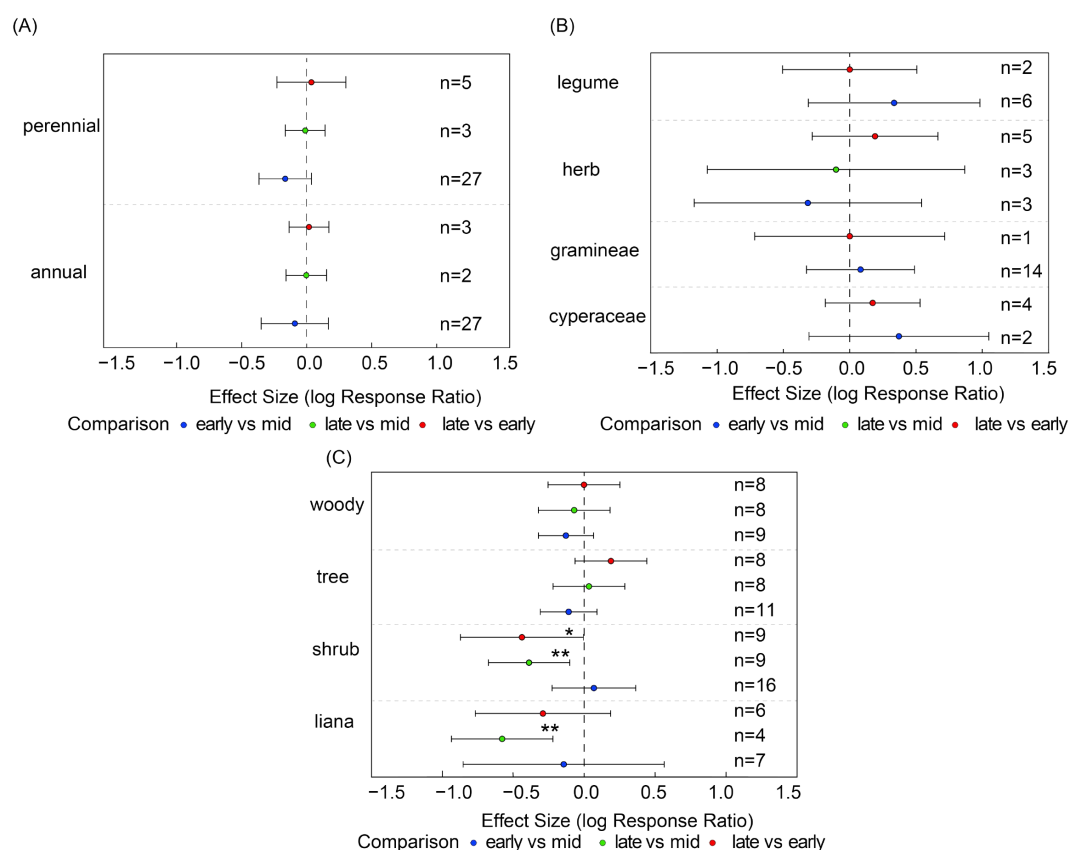 (A)
n=5
perennial
n=3
n=27
n=3
annual
n=2
n=27
−1.5 −1.0 −0.5 0.0 0.5 1.0 1.5
Effect Size (log Response Ratio)
Comparison early vs mid late vs mid late vs early
(B)
n=2
legume
n=6
n=5
herb
n=3
n=3
n=1
gramineae
n=14
n=4
cyperaceae
n=2
−1.5 −1.0 −0.5 0.0 0.5 1.0 1.5
Effect Size (log Response Ratio)
Comparison early vs mid late vs mid late vs early
(C)
n=8
woody
n=8
n=9
n=8
tree
n=8
n=11
* n=9
shrub
** n=9
n=16
n=6
liana
** n=4
n=7
−1.5 −1.0 −0.5 0.0 0.5 1.0 1.5
Effect Size (log Response Ratio)
Comparison early vs mid late vs mid late vs early